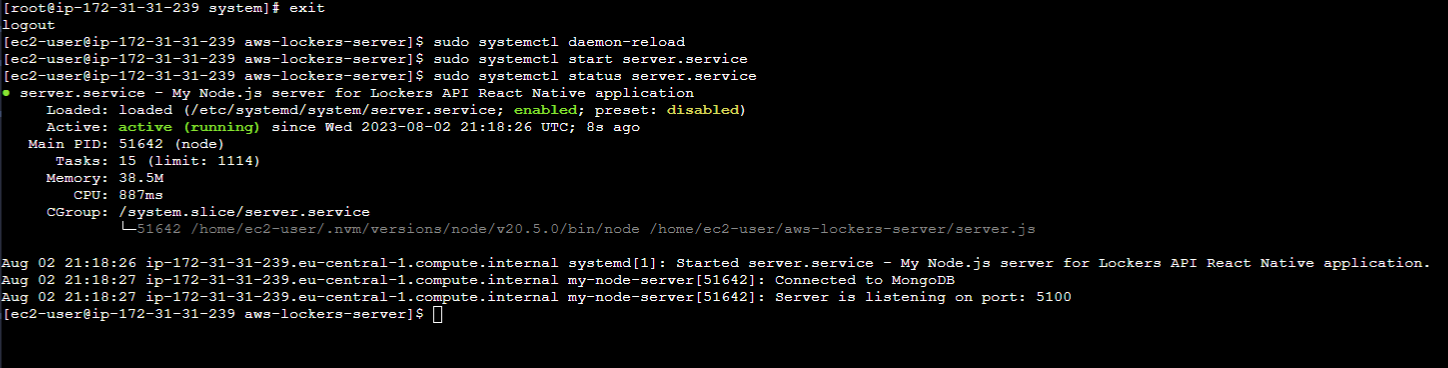 [root@ip-172-31-31-239 system]# exit
logout
[ec2-user@ip-172-31-31-239 aws-lockers-server]$ sudo systemctl daemon-reload
[ec2-user@ip-172-31-31-239 aws-lockers-server]$ sudo systemctl start server.service
[ec2-user@ip-172-31-31-239 aws-lockers-server]$ sudo systemctl status server.service
● server.service - My Node.js server for Lockers API React Native application
     Loaded: loaded (/etc/systemd/system/server.service; enabled; preset: disabled)
     Active: active (running) since Wed 2023-08-02 21:18:26 UTC; 8s ago
   Main PID: 51642 (node)
      Tasks: 15 (limit: 1114)
     Memory: 38.5M
        CPU: 887ms
     CGroup: /system.slice/server.service
             └─51642 /home/ec2-user/.nvm/versions/node/v20.5.0/bin/node /home/ec2-user/aws-lockers-server/server.js

Aug 02 21:18:26 ip-172-31-31-239.eu-central-1.compute.internal systemd[1]: Started server.service - My Node.js server for Lockers API React Native application.
Aug 02 21:18:27 ip-172-31-31-239.eu-central-1.compute.internal my-node-server[51642]: Connected to MongoDB
Aug 02 21:18:27 ip-172-31-31-239.eu-central-1.compute.internal my-node-server[51642]: Server is listening on port: 5100
[ec2-user@ip-172-31-31-239 aws-lockers-server]$